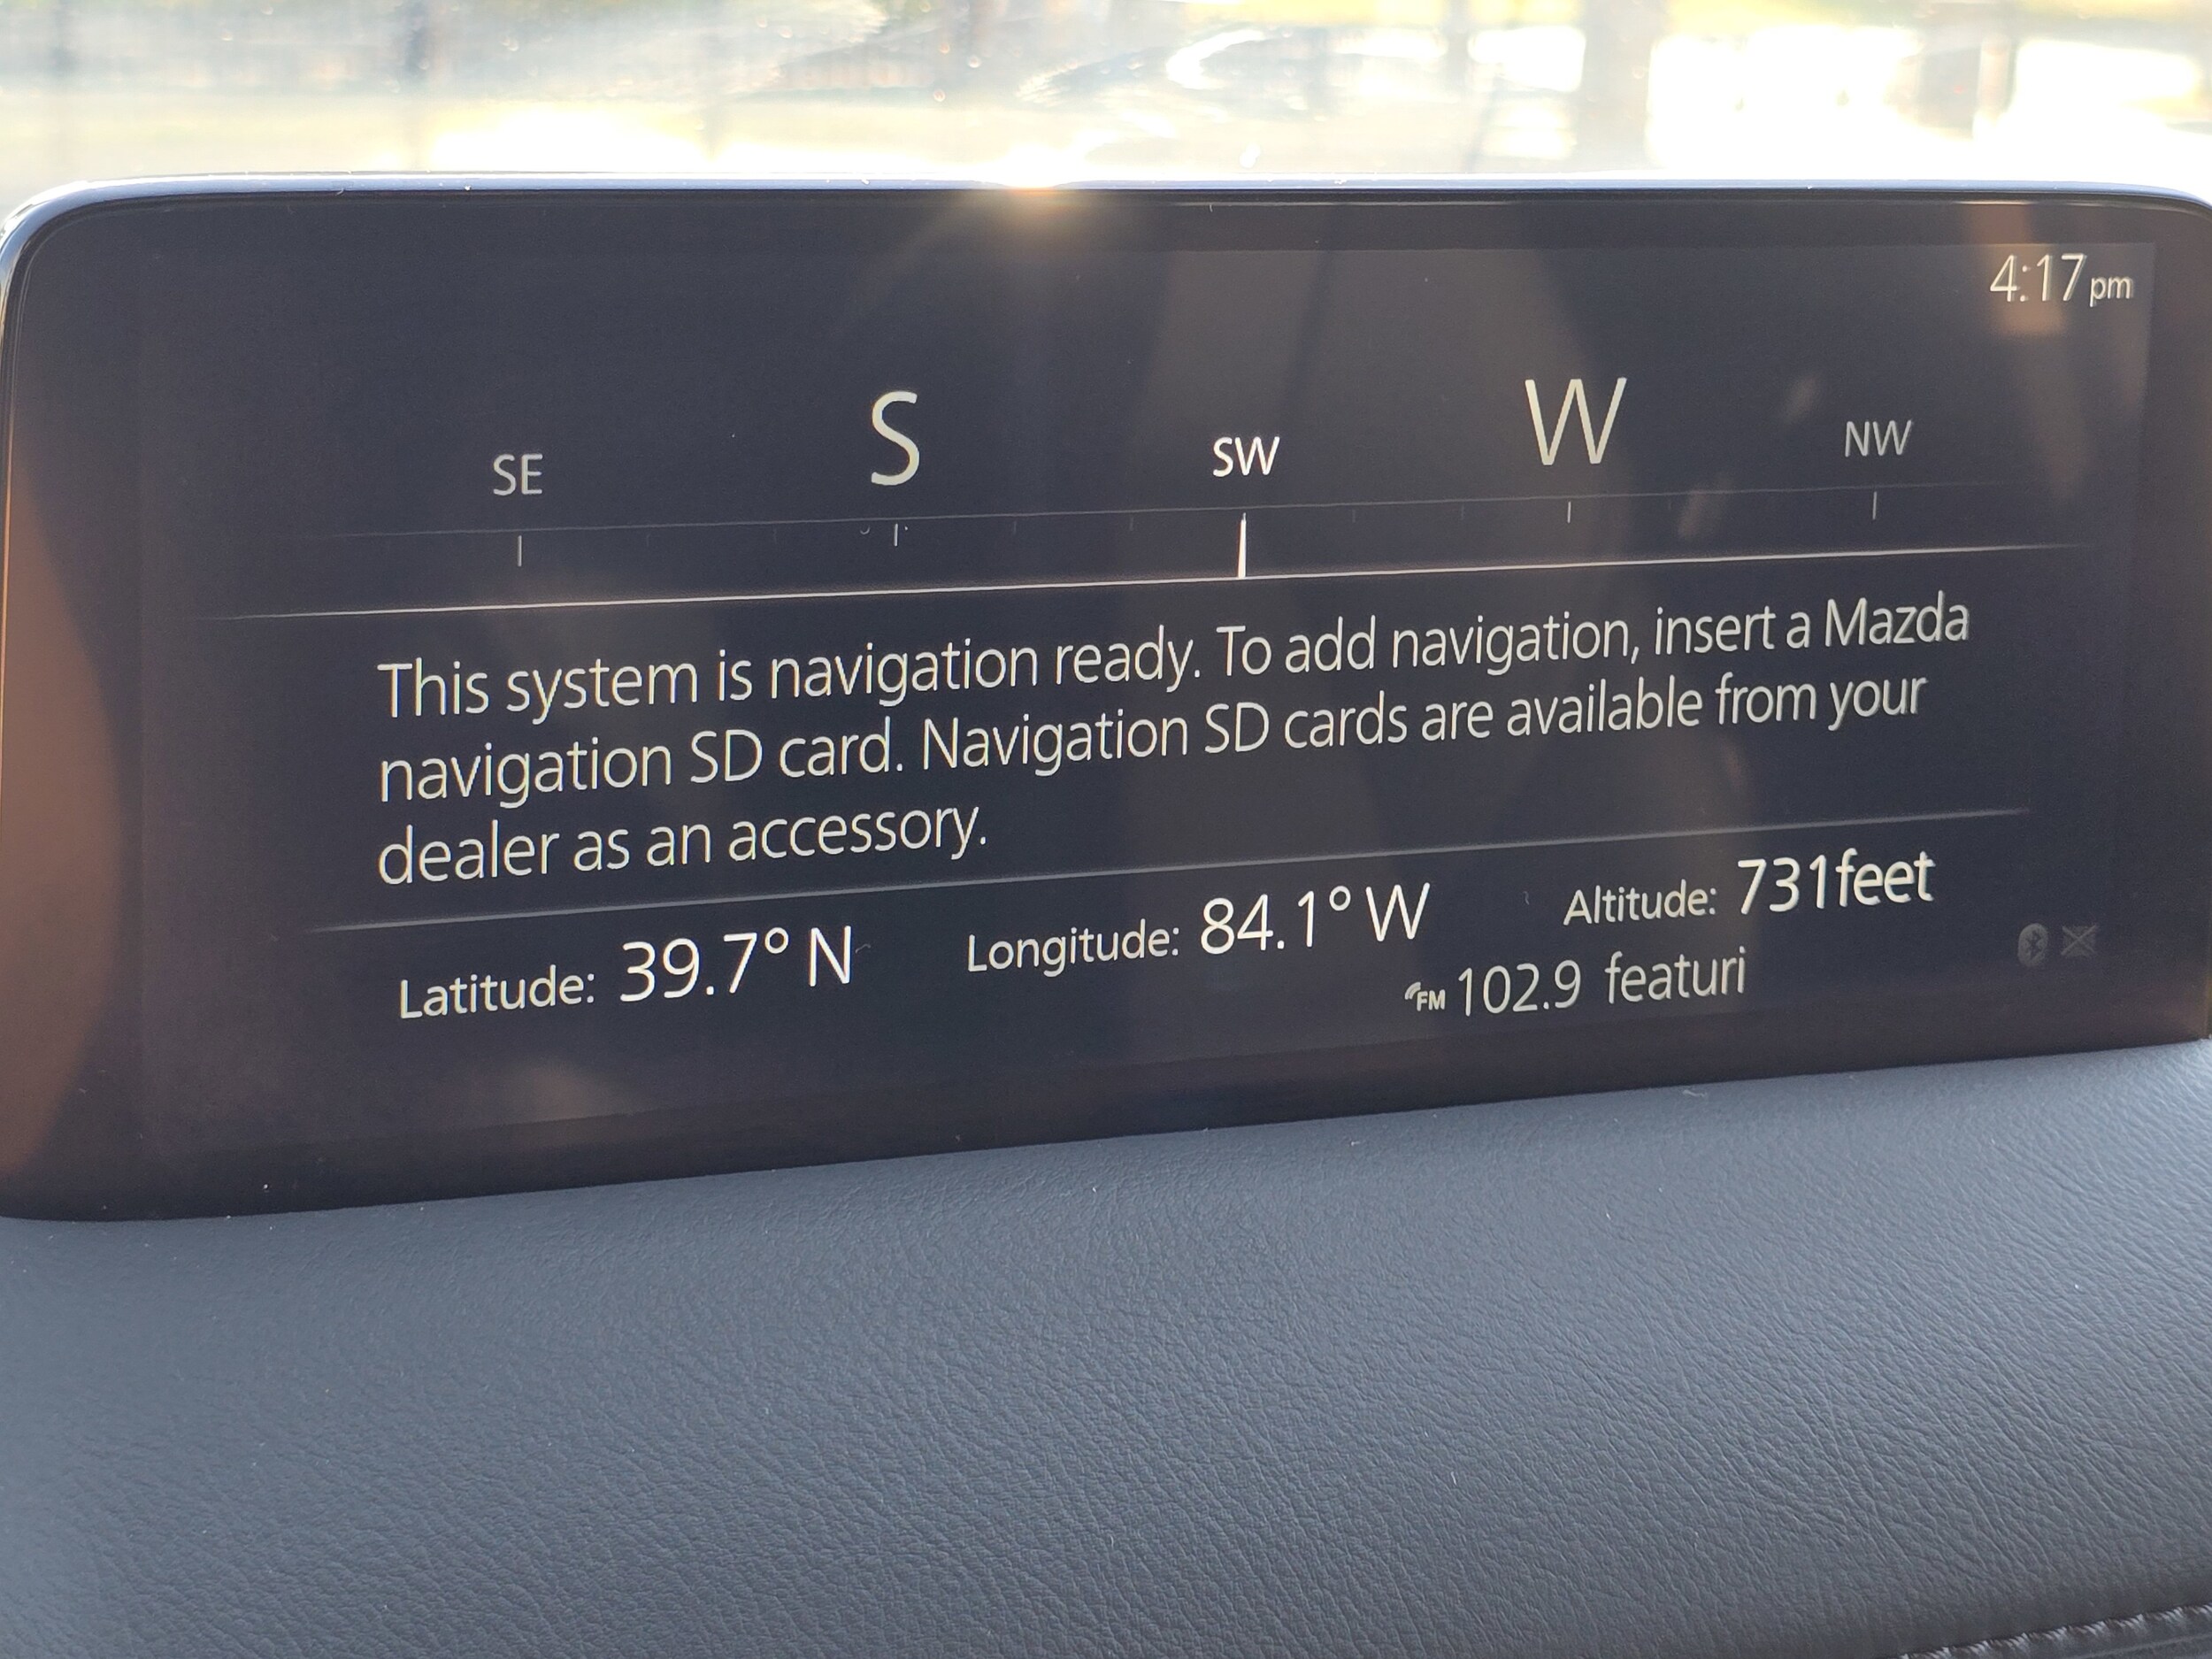 4:17pm
SE S SW W NW
This system is navigation ready. To add navigation, insert a Mazda
navigation SD card. Navigation SD cards are available from your
dealer as an accessory.
Latitude: 39.7° N Longitude: 84.1° W Altitude: 731feet
FM 102.9 featuri